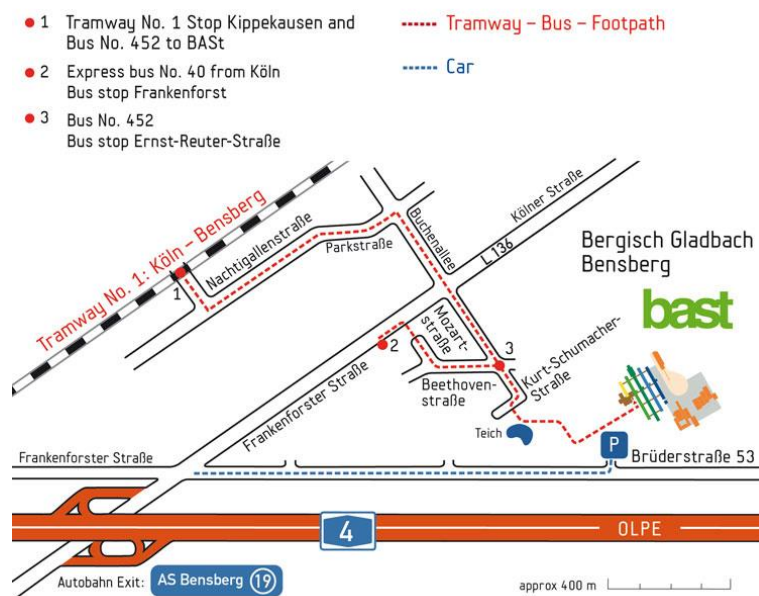 1 Tramway No. 1 Stop Kippekausen and
Bus No. 452 to BASt
2 Express bus No. 40 from Köln
Bus stop Frankenforst
3 Bus No. 452
Bus stop Ernst-Reuter-Straße
Tramway – Bus – Footpath
Car
Tramway No. 1: Köln – Bensberg
1
Nachtigallenstraße
Parkstraße
Buchenallee
Kölner Straße
L 136
Bergisch Gladbach
Bensberg
bast
2
Mozart-
straße
3
Kurt-Schumacher-
Straße
Beethoven-
straße
Frankenforster Straße
Teich
P
Frankenforster Straße
Brüderstraße 53
4
OLPE
Autobahn Exit: AS Bensberg 19
approx 400 m